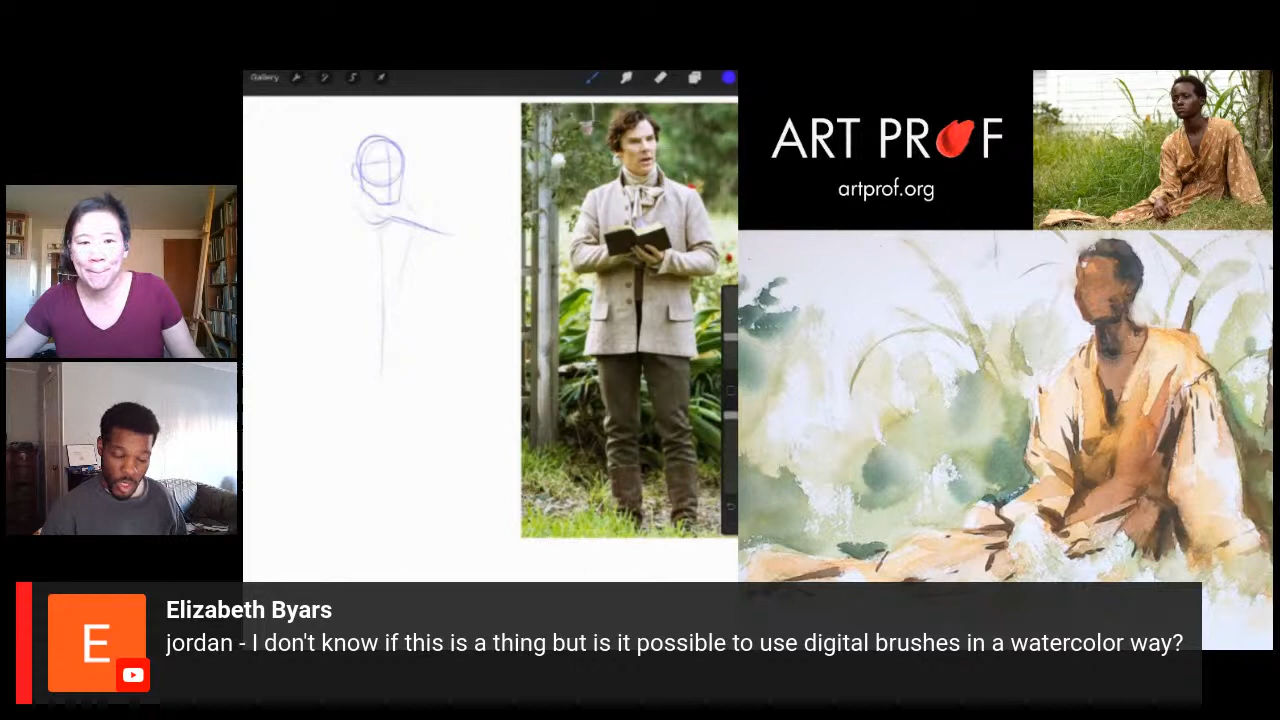 Gallery
ART PROF
artprof.org
E
Elizabeth Byars
jordan - I don't know if this is a thing but is it possible to use digital brushes in a watercolor way?